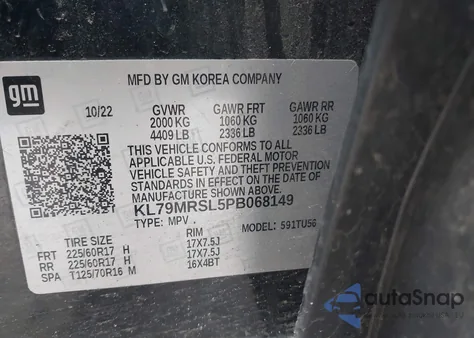 gm
MFD BY GM KOREA COMPANY
10/22 GVWR GAWR FRT GAWR RR
2000 KG 1060 KG 1060 KG
4409 LB 2336 LB 2336 LB
THIS VEHICLE CONFORMS TO ALL
APPLICABLE U.S. FEDERAL MOTOR
VEHICLE SAFETY AND THEFT PREVENTION
STANDARDS IN EFFECT ON THE DATE OF
MANUFACTURE SHOWN ABOVE.
KL79MRSL5PB068149
TYPE: MPV MODEL: 591TU56
TIRE SIZE RIM
FRT 225/60R17 H 17X7.5J
RR 225/60R17 H 17X7.5J
SPA T125/70R16 M 16X4BT
autoSnap